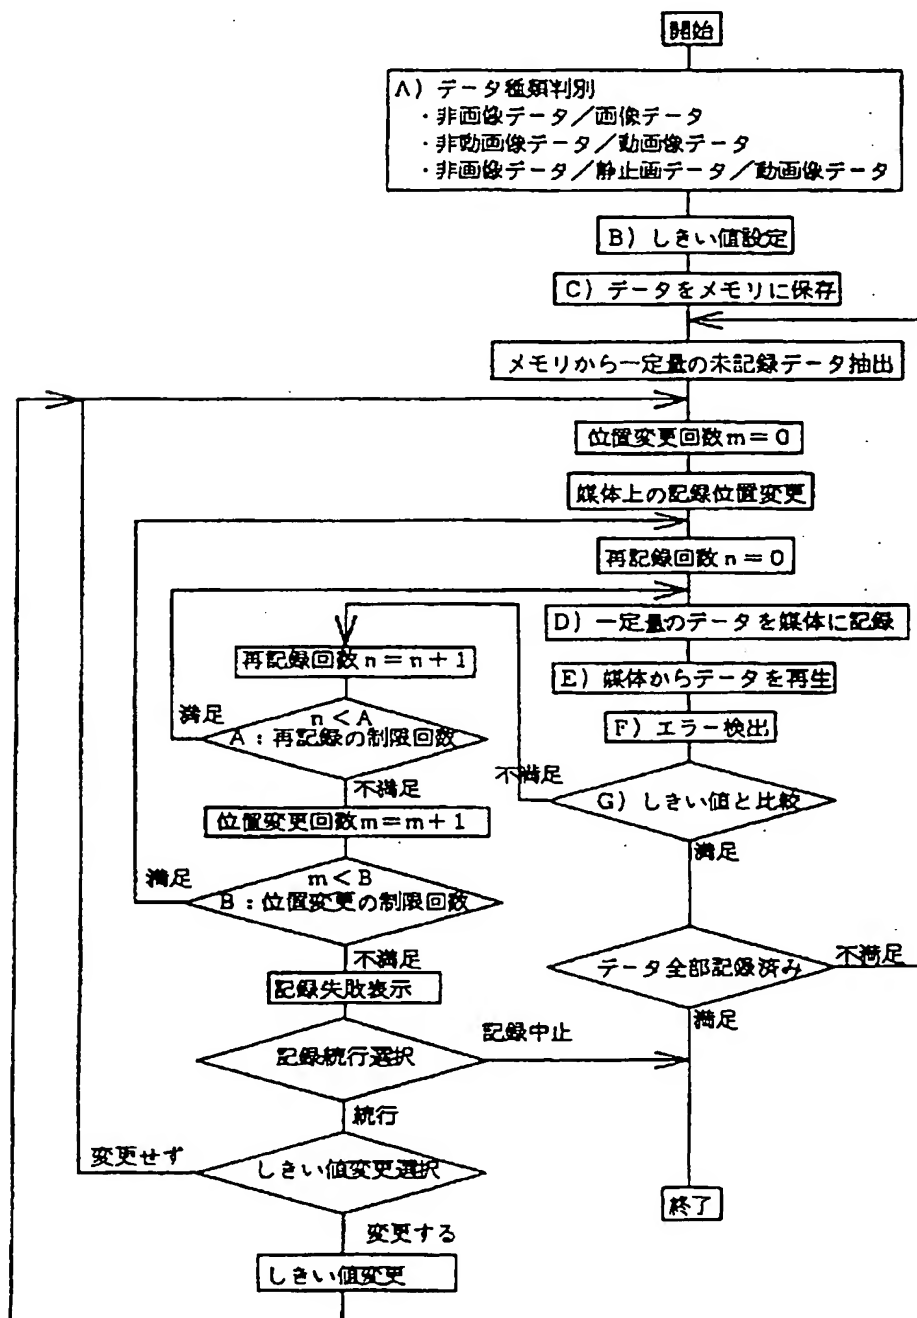 開始
A) データ種類判別
・非画像データ/画像データ
・非動画像データ/動画像データ
・非画像データ/静止画データ/動画像データ
B) しきい値設定
C) データをメモリに保存
メモリから一定量の未記録データ抽出
位置変更回数m=0
媒体上の記録位置変更
再記録回数n=0
D) 一定量のデータを媒体に記録
E) 媒体からデータを再生
F) エラー検出
G) しきい値と比較
不満足
満足
再記録回数n=n+1
n<A
A:再記録の制限回数
満足
不満足
位置変更回数m=m+1
m<B
B:位置変更の制限回数
満足
不満足
記録失敗表示
データ全部記録済み
不満足
満足
記録続行選択
記録中止
続行
しきい値変更選択
変更せず
変更する
しきい値変更
終了